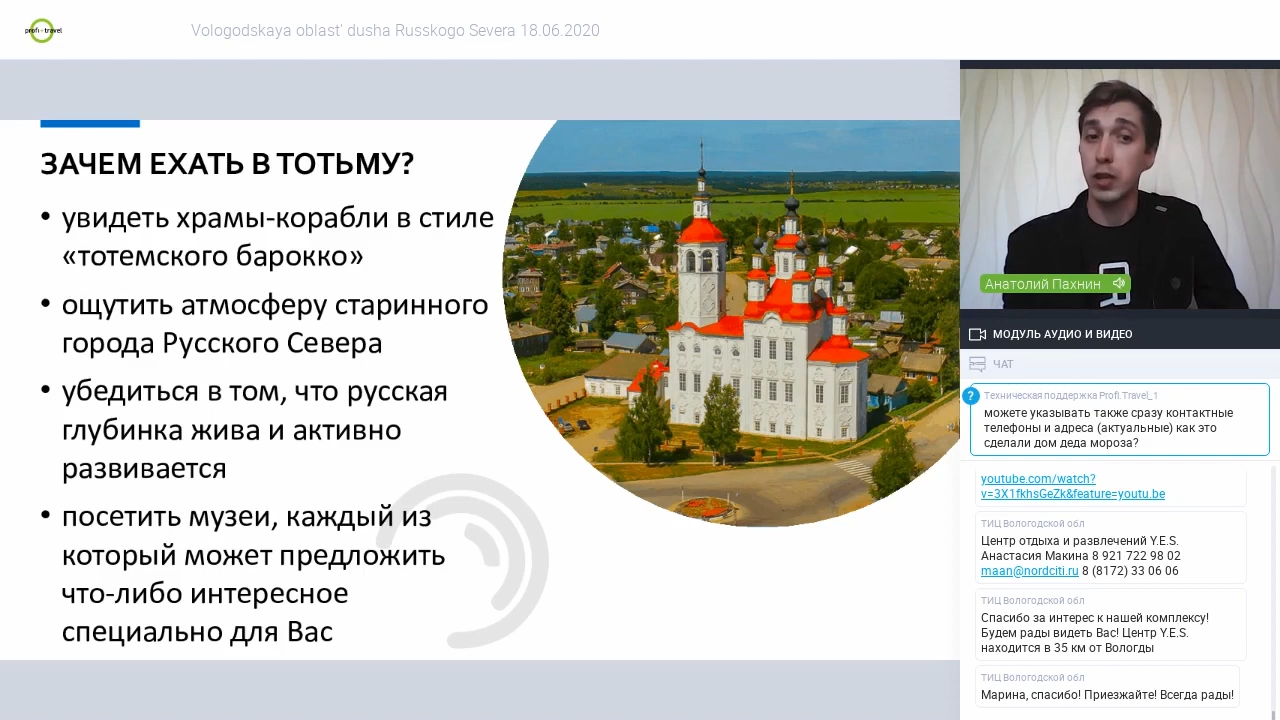 profi - travel
Vologodskaya oblast' dusha Russkogo Severa 18.06.2020
ЗАЧЕМ ЕХАТЬ В ТОТЬМУ?
• увидеть храмы-корабли в стиле
«тотемского барокко»
• ощутить атмосферу старинного
города Русского Севера
• убедиться в том, что русская
глубинка жива и активно
развивается
• посетить музеи, каждый из
который может предложить
что-либо интересное
специально для Вас
Анатолий Пахнин
МОДУЛЬ АУДИО И ВИДЕО
ЧАТ
?
Техническая поддержка Profi.Travel_1
можете указывать также сразу контактные
телефоны и адреса (актуальные) как это
сделали дом деда мороза?
youtube.com/watch?
v=3X1fkhsGeZk&feature=youtu.be
ТИЦ Вологодской обл
Центр отдыха и развлечений Y.E.S.
Анастасия Макина 8 921 722 98 02
maan@nordciti.ru 8 (8172) 33 06 06
ТИЦ Вологодской обл
Спасибо за интерес к нашей комплексу!
Будем рады видеть Вас! Центр Y.E.S.
находится в 35 км от Вологды
ТИЦ Вологодской обл
Марина, спасибо! Приезжайте! Всегда рады!